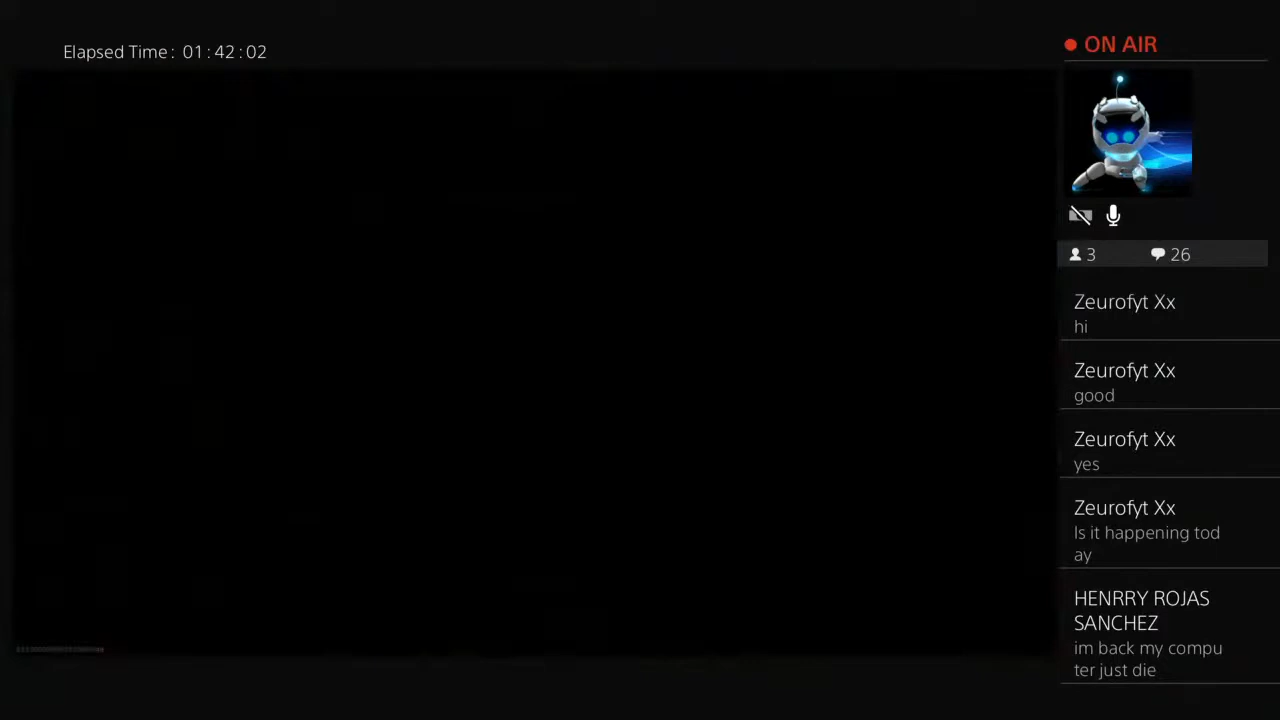 Elapsed Time: 01:42:02
ON AIR
3 26
Zeurofyt Xx
hi
Zeurofyt Xx
good
Zeurofyt Xx
yes
Zeurofyt Xx
Is it happening tod
ay
HENRRY ROJAS
SANCHEZ
im back my compu
ter just die